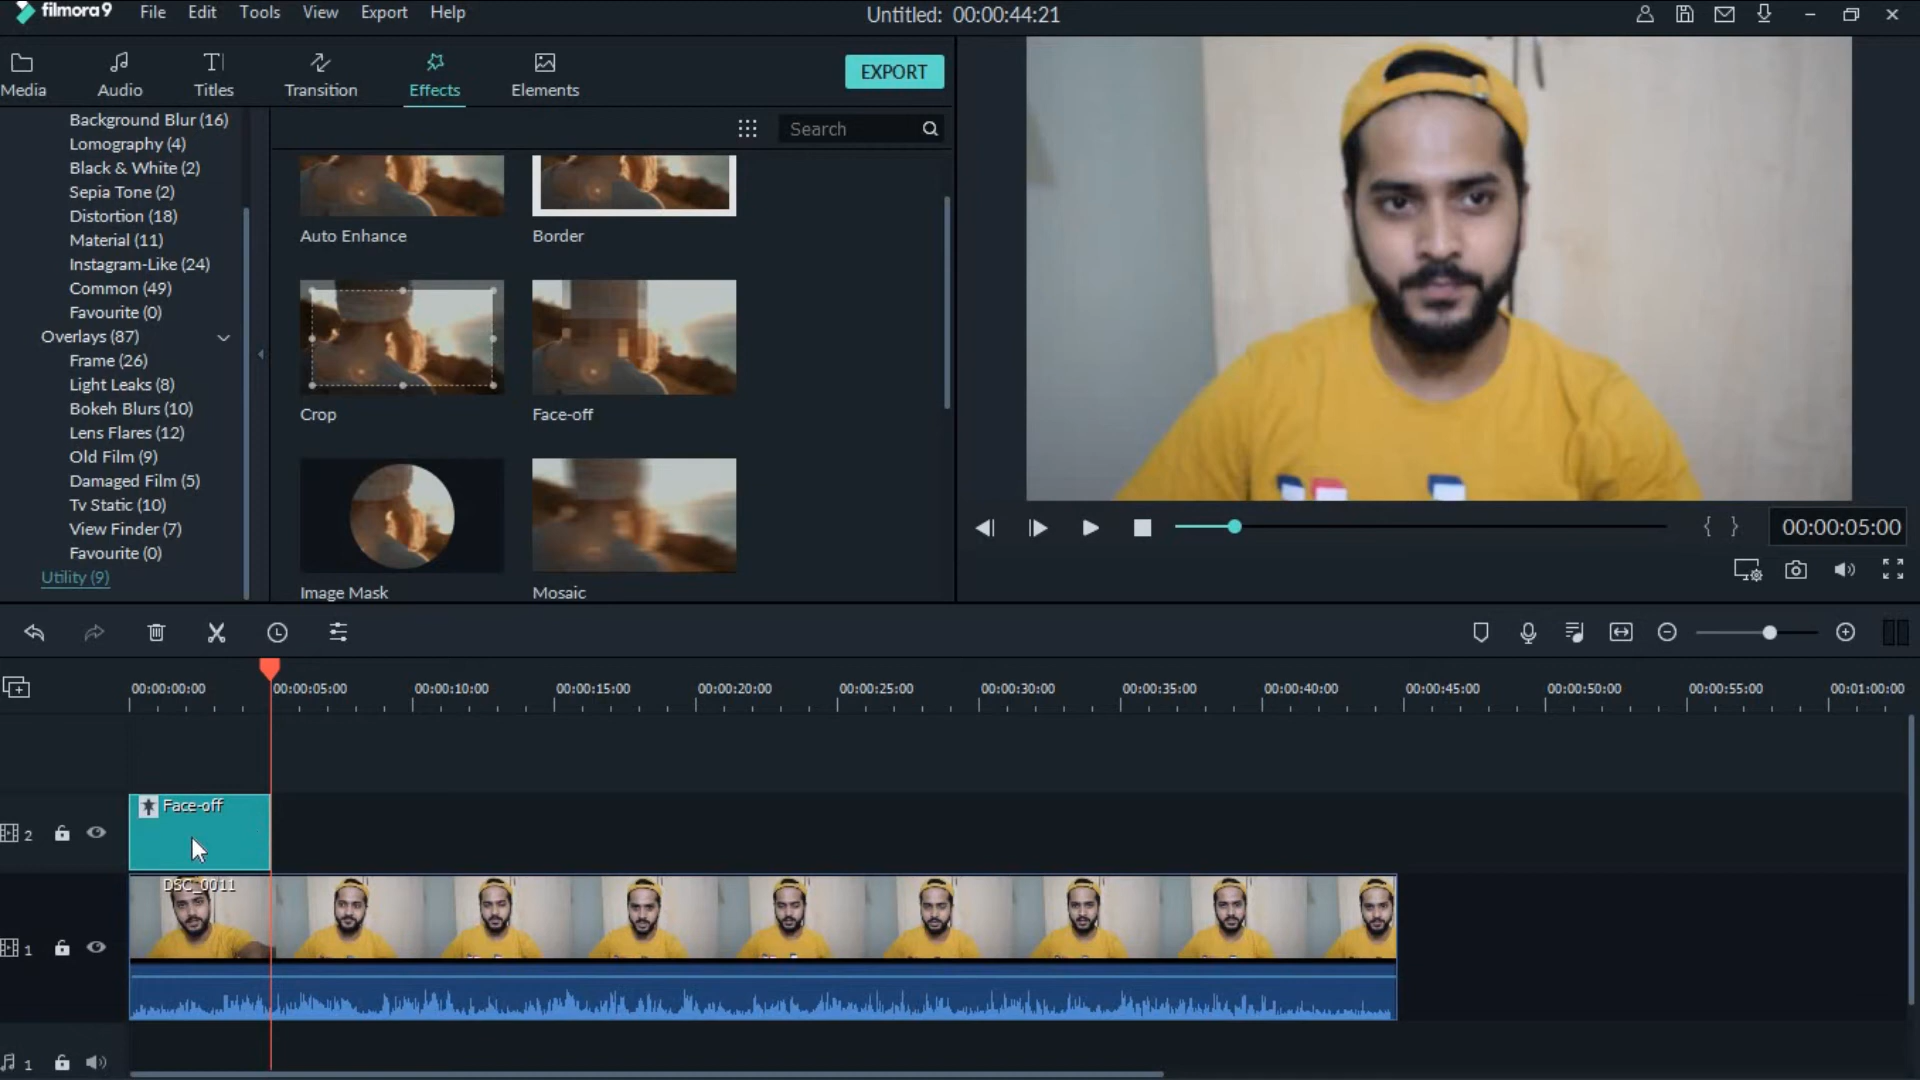 filmora9 File Edit Tools View Export Help Untitled: 00:00:44:21
Media Audio Titles Transition Effects Elements EXPORT
Search
Background Blur (16)
Lomography (4)
Black & White (2)
Sepia Tone (2)
Distortion (18)
Material (11)
Instagram-Like (24)
Common (49)
Favourite (0)
Overlays (87)
Frame (26)
Light Leaks (8)
Bokeh Blurs (10)
Lens Flares (12)
Old Film (9)
Damaged Film (5)
Tv Static (10)
View Finder (7)
Favourite (0)
Utility (9)
Auto Enhance Border
Crop Face-off
Image Mask Mosaic
{ } 00:00:05:00
00:00:00:00 00:00:05:00 00:00:10:00 00:00:15:00 00:00:20:00 00:00:25:00 00:00:30:00 00:00:35:00 00:00:40:00 00:00:45:00 00:00:50:00 00:00:55:00 00:01:00:00
Face-off
2
DSC_0011
1
1